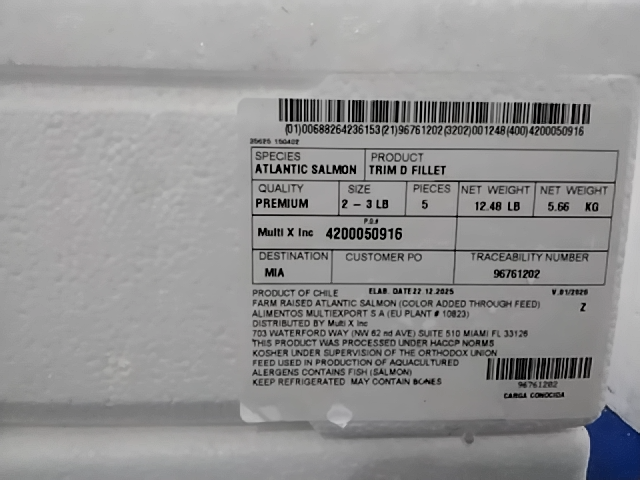 (01)00688264236153(21)96761202(3202)001248(400)4200050916
SPECIES PRODUCT
ATLANTIC SALMON TRIM D FILLET
QUALITY SIZE PIECES NET WEIGHT NET WEIGHT
PREMIUM 2 - 3 LB 5 12.48 LB 5.66 KG
P.O.#
Multi X Inc 4200050916
DESTINATION CUSTOMER PO TRACEABILITY NUMBER
MIA 96761202
PRODUCT OF CHILE ELAB. DATE 22.12.2025 V.01/2020
FARM RAISED ATLANTIC SALMON (COLOR ADDED THROUGH FEED) Z
ALIMENTOS MULTIEXPORT S A (EU PLANT # 10823)
DISTRIBUTED BY Multi X Inc
703 WATERFORD WAY (NW 62 nd AVE) SUITE 510 MIAMI FL 33126
THIS PRODUCT WAS PROCESSED UNDER HACCP NORMS
KOSHER UNDER SUPERVISION OF THE ORTHODOX UNION
FEED USED IN PRODUCTION OF AQUACULTURED
ALERGENS CONTAINS FISH (SALMON)
KEEP REFRIGERATED MAY CONTAIN BONES
96761202
CARGA CONOCIDA